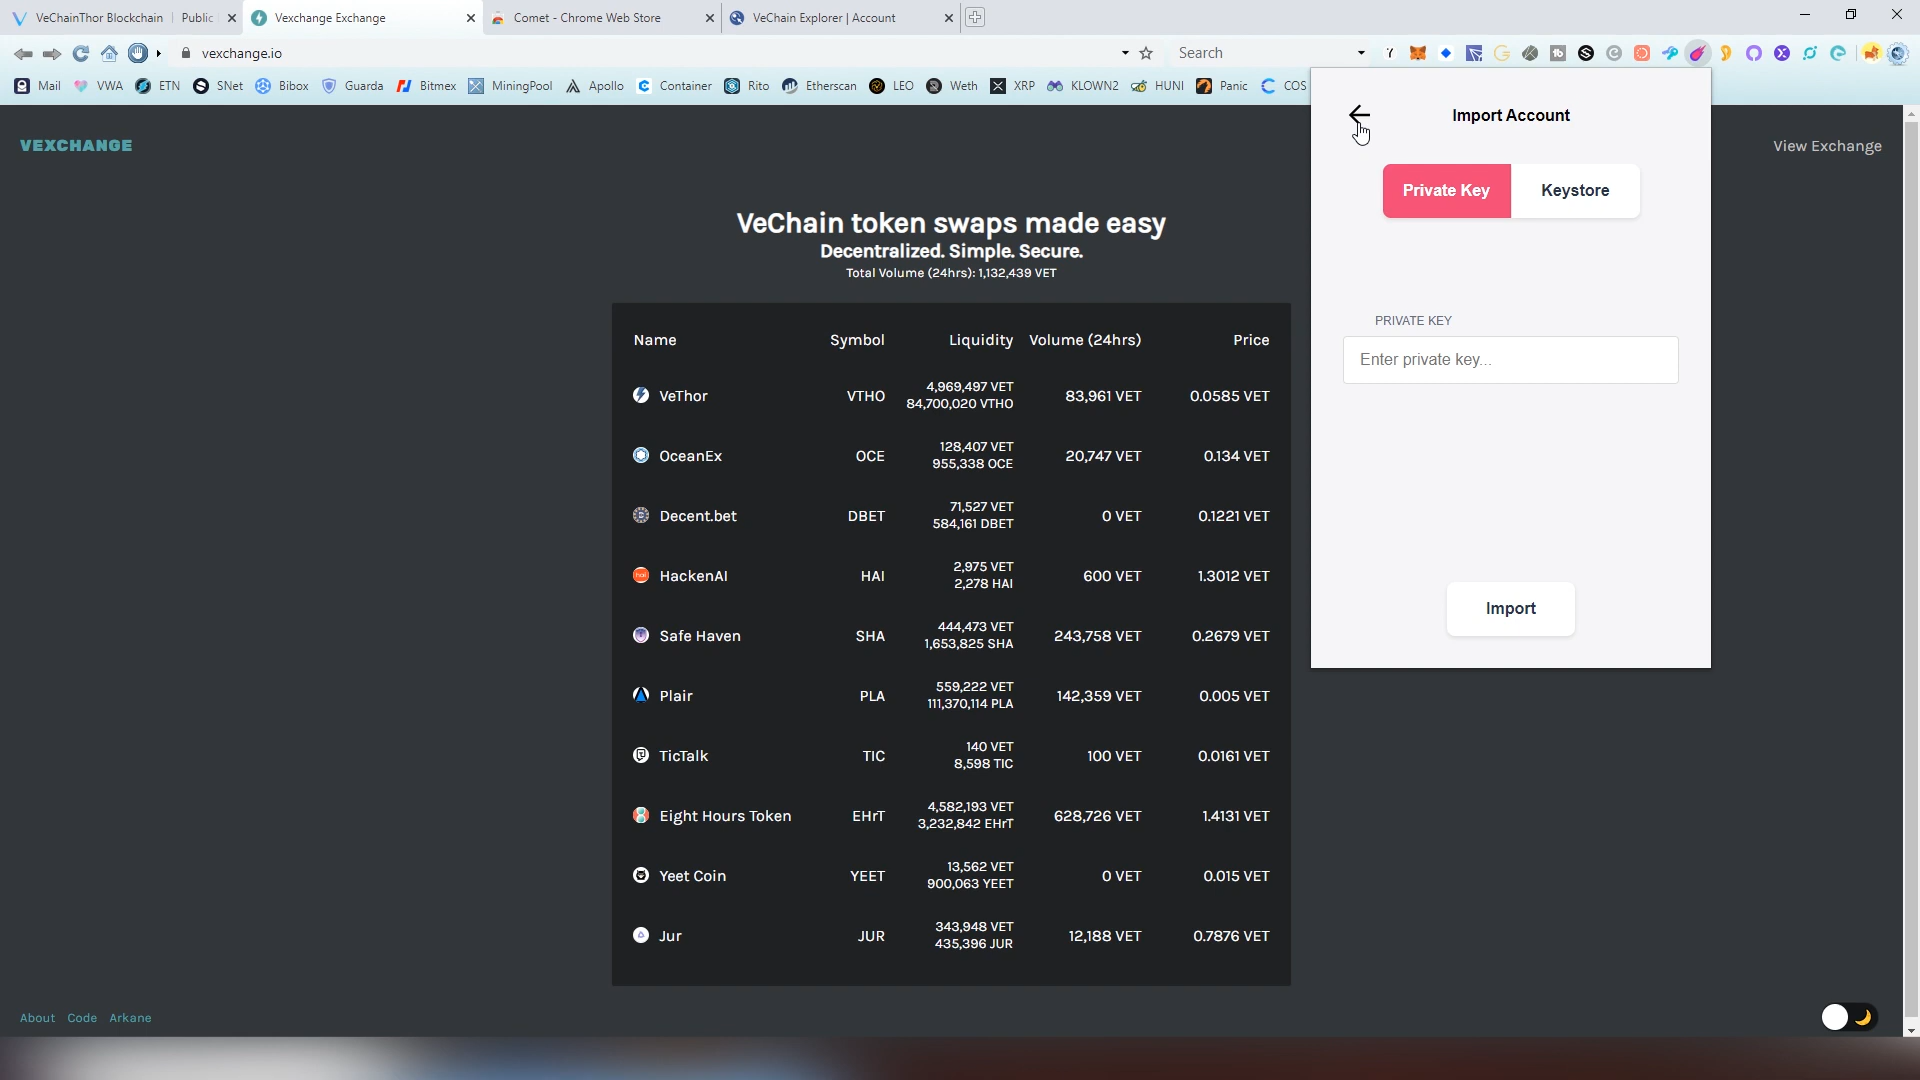 VeChainThor Blockchain | Public
Vexchange Exchange
Comet - Chrome Web Store
VeChain Explorer | Account
vexchange.io
Search
Mail
VWA
ETN
SNet
Bibox
Guarda
Bitmex
MiningPool
Apollo
Container
Rito
Etherscan
LEO
Weth
XRP
KLOWN2
HUNI
Panic
COS
VEXCHANGE
View Exchange
VeChain token swaps made easy
Decentralized. Simple. Secure.
Total Volume (24hrs): 1,132,439 VET
Name Symbol Liquidity Volume (24hrs) Price
VeThor VTHO 4,969,497 VET 83,961 VET 0.0585 VET
84,700,020 VTHO
OceanEx OCE 128,407 VET 20,747 VET 0.134 VET
955,338 OCE
Decent.bet DBET 71,527 VET 0 VET 0.1221 VET
584,161 DBET
hai
HackenAI HAI 2,975 VET 600 VET 1.3012 VET
2,278 HAI
Safe Haven SHA 444,473 VET 243,758 VET 0.2679 VET
1,653,825 SHA
Plair PLA 559,222 VET 142,359 VET 0.005 VET
111,370,114 PLA
TicTalk TIC 140 VET 100 VET 0.0161 VET
8,598 TIC
Eight Hours Token EHrT 4,582,193 VET 628,726 VET 1.4131 VET
3,232,842 EHrT
Yeet Coin YEET 13,562 VET 0 VET 0.015 VET
900,063 YEET
Jur JUR 343,948 VET 12,188 VET 0.7876 VET
435,396 JUR
About Code Arkane
Import Account
Private Key
Keystore
PRIVATE KEY
Enter private key...
Import